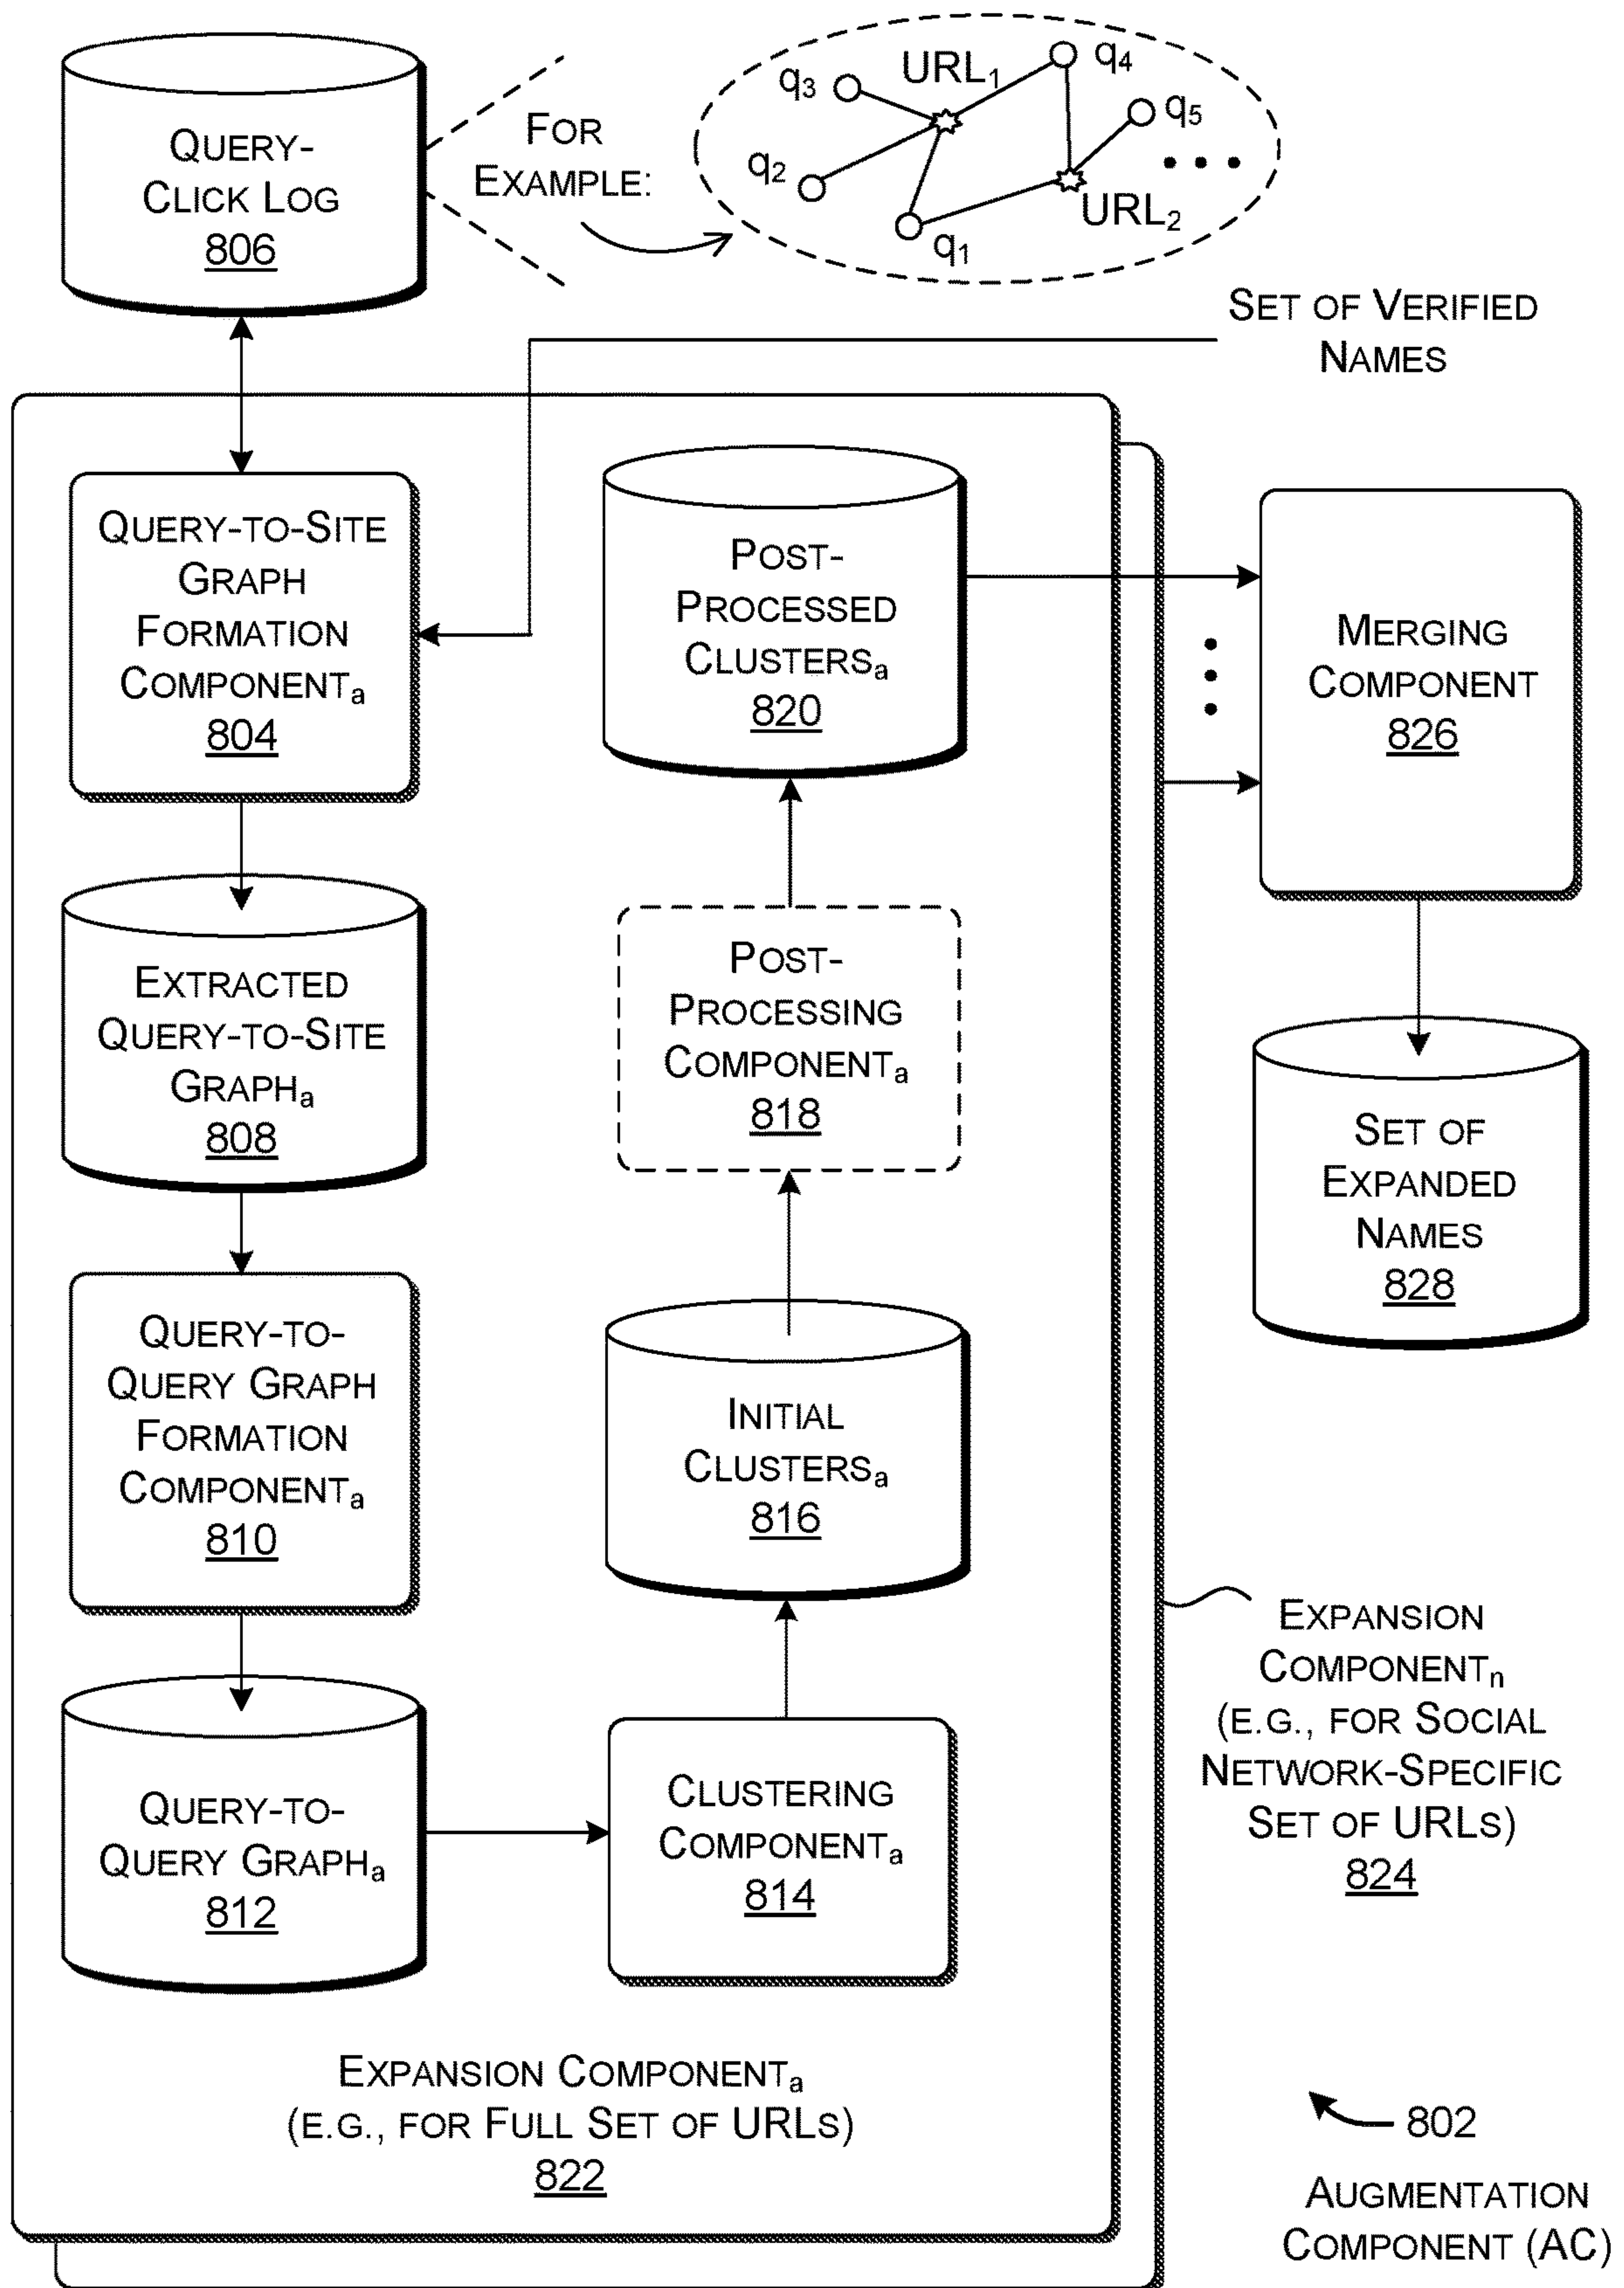 QUERY-
CLICK LOG
806
FOR
EXAMPLE:
q3
URL1
q4
q5
q2
• • •
URL2
q1
SET OF VERIFIED
NAMES
QUERY-TO-SITE
GRAPH
FORMATION
COMPONENTa
804
EXTRACTED
QUERY-TO-SITE
GRAPHa
808
QUERY-TO-
QUERY GRAPH
FORMATION
COMPONENTa
810
QUERY-TO-
QUERY GRAPHa
812
CLUSTERING
COMPONENTa
814
INITIAL
CLUSTERSa
816
POST-
PROCESSING
COMPONENTa
818
POST-
PROCESSED
CLUSTERSa
820
MERGING
COMPONENT
826
SET OF
EXPANDED
NAMES
828
EXPANSION
COMPONENTn
(E.G., FOR SOCIAL
NETWORK-SPECIFIC
SET OF URLS)
824
EXPANSION COMPONENTa
(E.G., FOR FULL SET OF URLS)
822
802
AUGMENTATION
COMPONENT (AC)